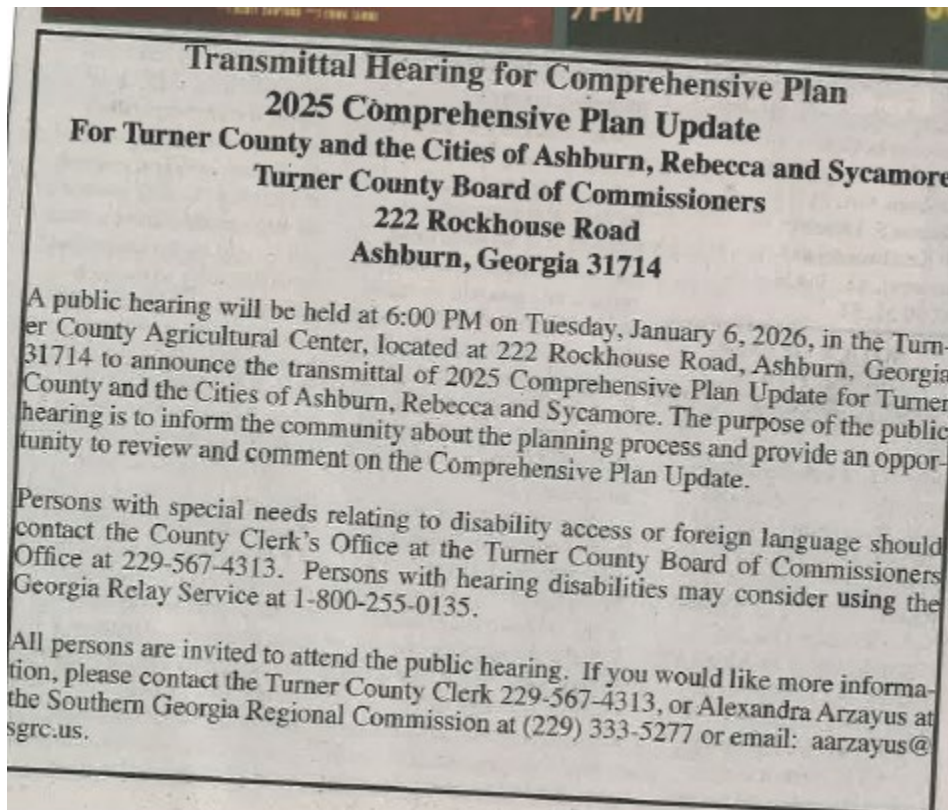 7PM
Transmittal Hearing for Comprehensive Plan
2025 Comprehensive Plan Update
For Turner County and the Cities of Ashburn, Rebecca and Sycamore
Turner County Board of Commissioners
222 Rockhouse Road
Ashburn, Georgia 31714
A public hearing will be held at 6:00 PM on Tuesday, January 6, 2026, in the Turn-
er County Agricultural Center, located at 222 Rockhouse Road, Ashburn, Georgia
31714 to announce the transmittal of 2025 Comprehensive Plan Update for Turner
County and the Cities of Ashburn, Rebecca and Sycamore. The purpose of the public
hearing is to inform the community about the planning process and provide an oppor-
tunity to review and comment on the Comprehensive Plan Update.
Persons with special needs relating to disability access or foreign language should
contact the County Clerk's Office at the Turner County Board of Commissioners
Office at 229-567-4313. Persons with hearing disabilities may consider using the
Georgia Relay Service at 1-800-255-0135.
All persons are invited to attend the public hearing. If you would like more informa-
tion, please contact the Turner County Clerk 229-567-4313, or Alexandra Arzayus at
the Southern Georgia Regional Commission at (229) 333-5277 or email: aarzayus@
sgrc.us.